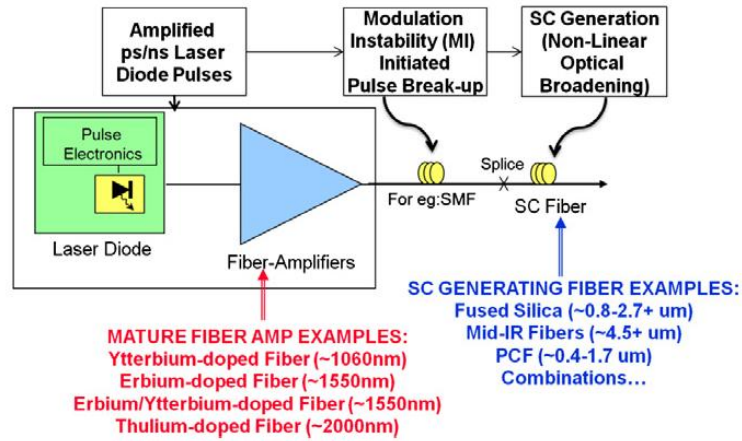 Amplified
ps/ns Laser
Diode Pulses
Modulation
Instability (MI)
Initiated
Pulse Break-up
SC Generation
(Non-Linear
Optical
Broadening)
Pulse
Electronics
Laser Diode
Fiber-Amplifiers
For eg:SMF
Splice
SC Fiber
MATURE FIBER AMP EXAMPLES:
Ytterbium-doped Fiber (~1060nm)
Erbium-doped Fiber (~1550nm)
Erbium/Ytterbium-doped Fiber (~1550nm)
Thulium-doped Fiber (~2000nm)
SC GENERATING FIBER EXAMPLES:
Fused Silica (~0.8-2.7+ um)
Mid-IR Fibers (~4.5+ um)
PCF (~0.4-1.7 um)
Combinations…